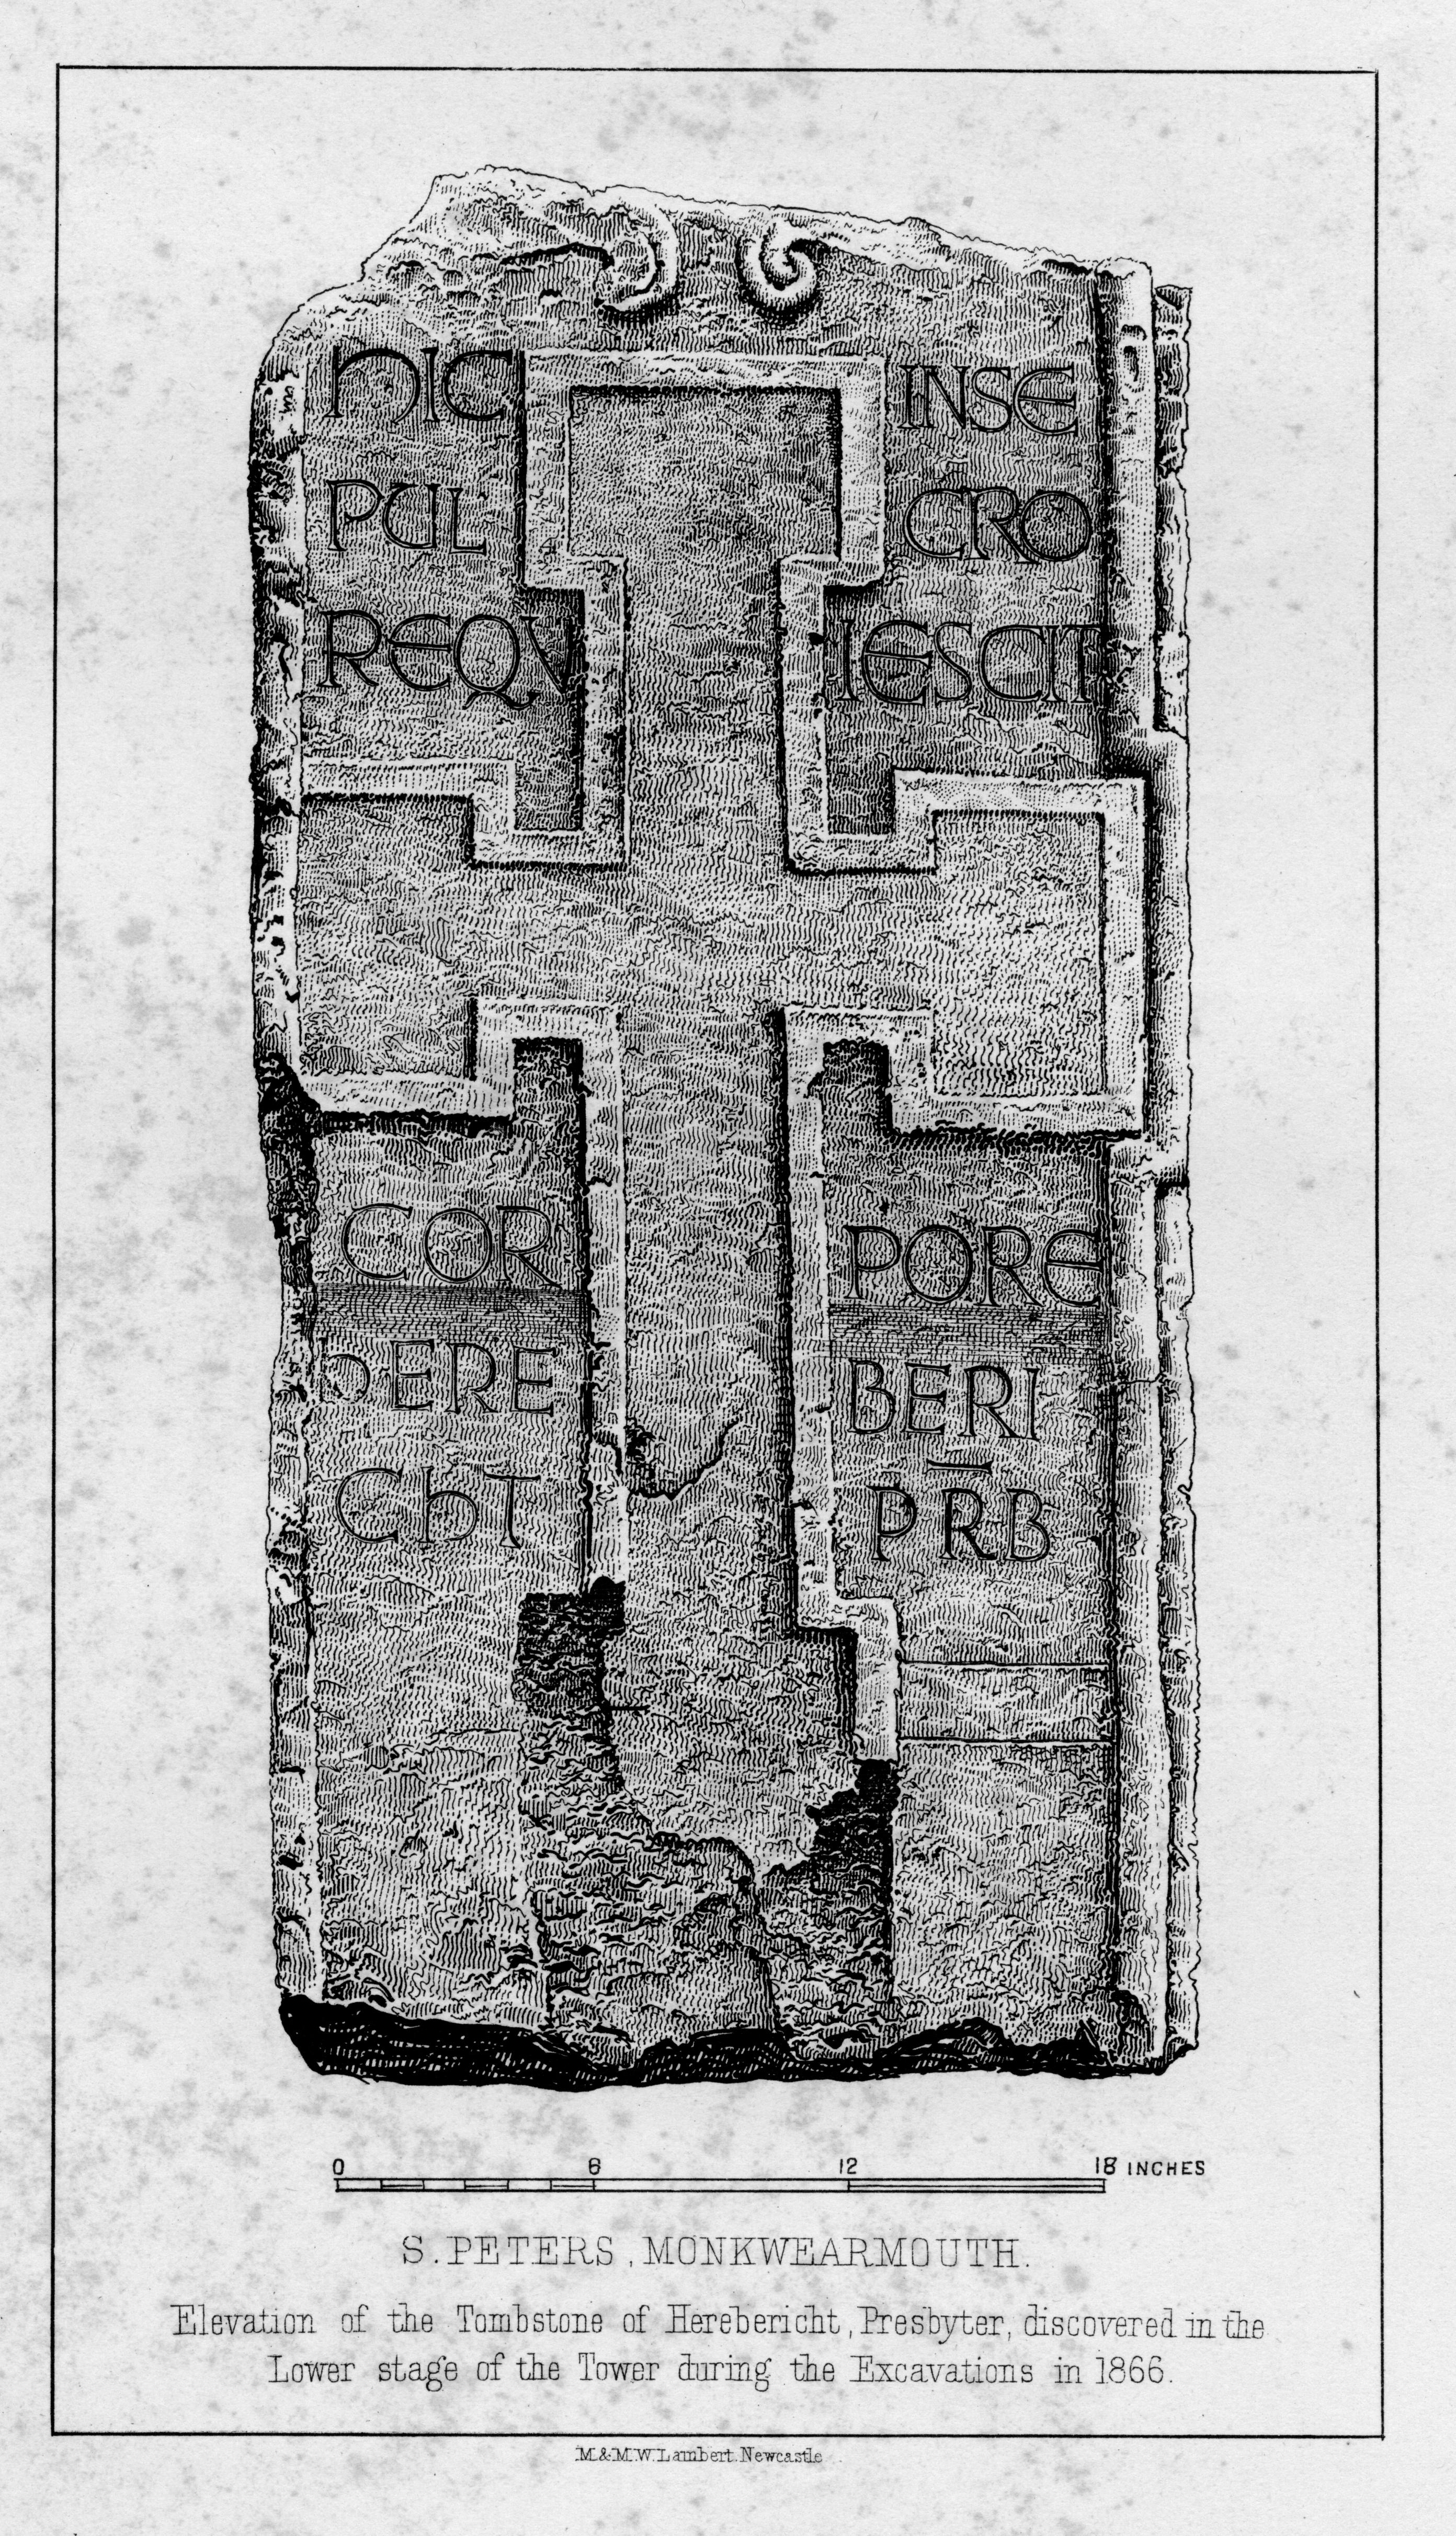 HIC INSE
PUL CRO
REQV IESCIT
COR PORE
hERE BERI
ChT PRB
0 6 12 18 INCHES
S. PETERS, MONKWEARMOUTH.
Elevation of the Tombstone of Herebericht, Presbyter, discovered in the
Lower stage of the Tower during the Excavations in 1866.
M & M.W. Lambert. Newcastle